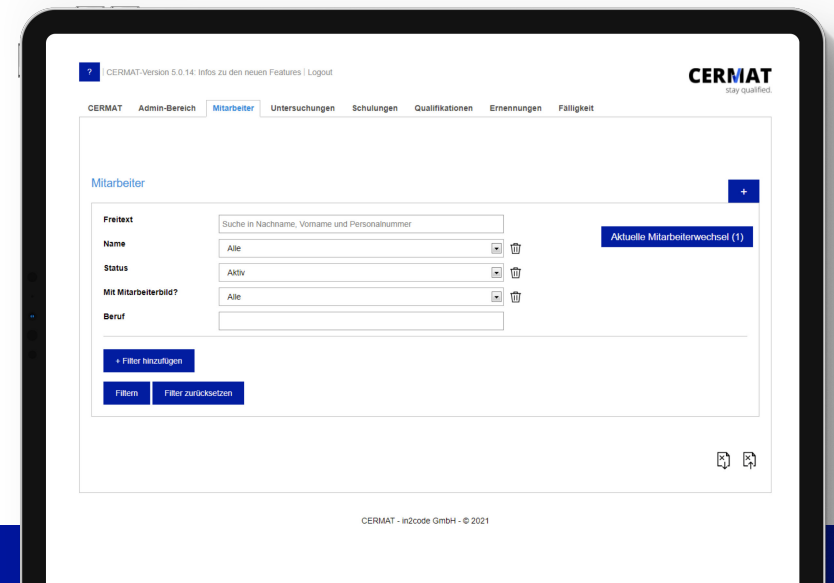 ? | CERMAT-Version 5.0.14: Infos zu den neuen Features | Logout
CERMAT
stay qualified.
CERMAT Admin-Bereich Mitarbeiter Untersuchungen Schulungen Qualifikationen Ernennungen Fälligkeit
Mitarbeiter
+
Freitext Suche in Nachname, Vorname und Personalnummer
Aktuelle Mitarbeiterwechsel (1)
Name Alle
Status Aktiv
Mit Mitarbeiterbild? Alle
Beruf
+ Filter hinzufügen
Filtern Filter zurücksetzen
CERMAT - in2code GmbH - © 2021